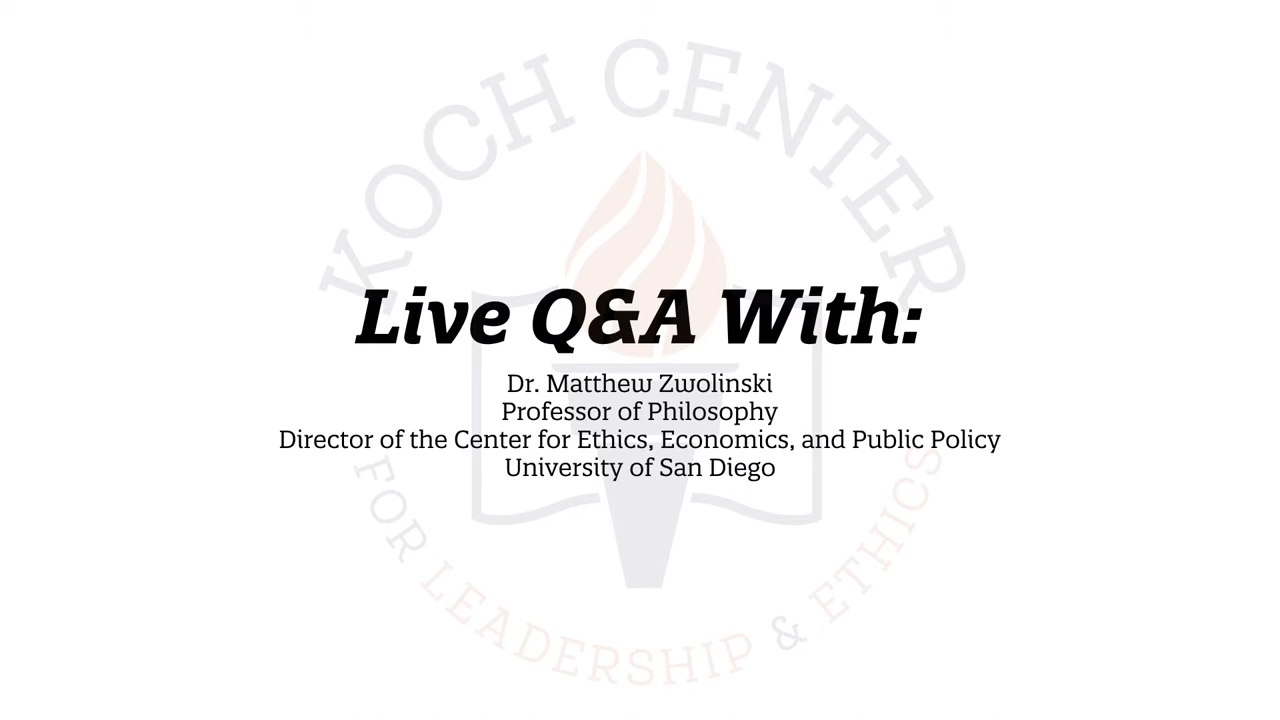 KOCH CENTER
Live Q&A With:
Dr. Matthew Zwolinski
Professor of Philosophy
Director of the Center for Ethics, Economics, and Public Policy
University of San Diego
FOR LEADERSHIP & ETHICS